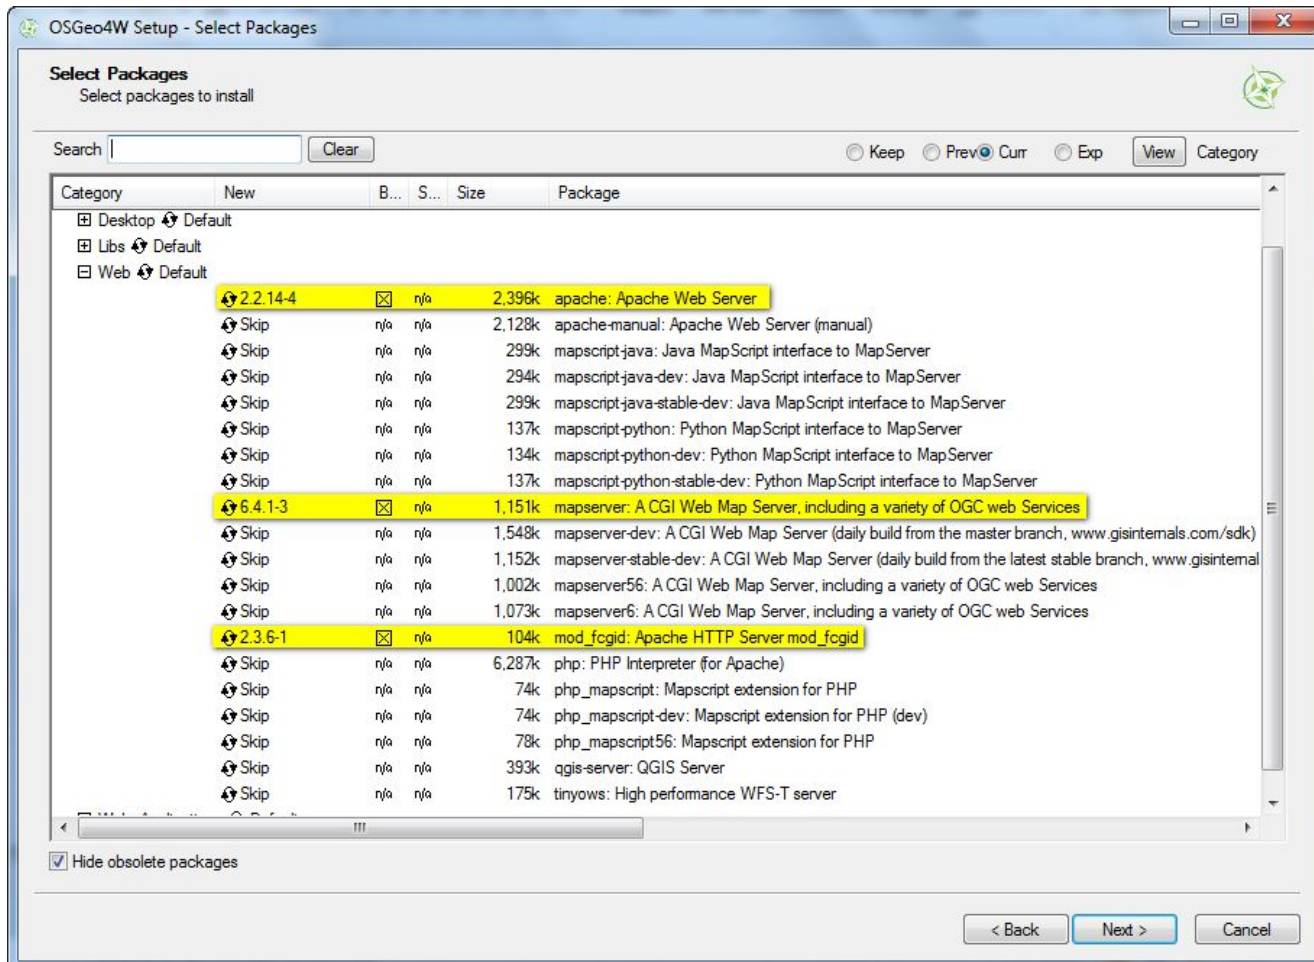 OSGeo4W Setup - Select Packages
Select Packages
Select packages to install
Search Clear Keep Prev Curr Exp View Category
Category New B... S... Size Package
Desktop Default
Libs Default
Web Default
2.2.14-4 n/a 2,396k apache: Apache Web Server
Skip n/a n/a 2,128k apache-manual: Apache Web Server (manual)
Skip n/a n/a 299k mapscript-java: Java MapScript interface to MapServer
Skip n/a n/a 294k mapscript-java-dev: Java MapScript interface to MapServer
Skip n/a n/a 299k mapscript-java-stable-dev: Java MapScript interface to MapServer
Skip n/a n/a 137k mapscript-python: Python MapScript interface to MapServer
Skip n/a n/a 134k mapscript-python-dev: Python MapScript interface to MapServer
Skip n/a n/a 137k mapscript-python-stable-dev: Python MapScript interface to MapServer
6.4.1-3 n/a 1,151k mapserver: A CGI Web Map Server, including a variety of OGC web Services
Skip n/a n/a 1,548k mapserver-dev: A CGI Web Map Server (daily build from the master branch, www.gisinternals.com/sdk)
Skip n/a n/a 1,152k mapserver-stable-dev: A CGI Web Map Server (daily build from the latest stable branch, www.gisinternal
Skip n/a n/a 1,002k mapserver56: A CGI Web Map Server, including a variety of OGC web Services
Skip n/a n/a 1,073k mapserver6: A CGI Web Map Server, including a variety of OGC web Services
2.3.6-1 n/a 104k mod_fcgid: Apache HTTP Server mod_fcgid
Skip n/a n/a 6,287k php: PHP Interpreter (for Apache)
Skip n/a n/a 74k php_mapscript: Mapscript extension for PHP
Skip n/a n/a 74k php_mapscript-dev: Mapscript extension for PHP (dev)
Skip n/a n/a 78k php_mapscript56: Mapscript extension for PHP
Skip n/a n/a 393k qgis-server: QGIS Server
Skip n/a n/a 175k tinyows: High performance WFS-T server
Hide obsolete packages
< Back Next > Cancel